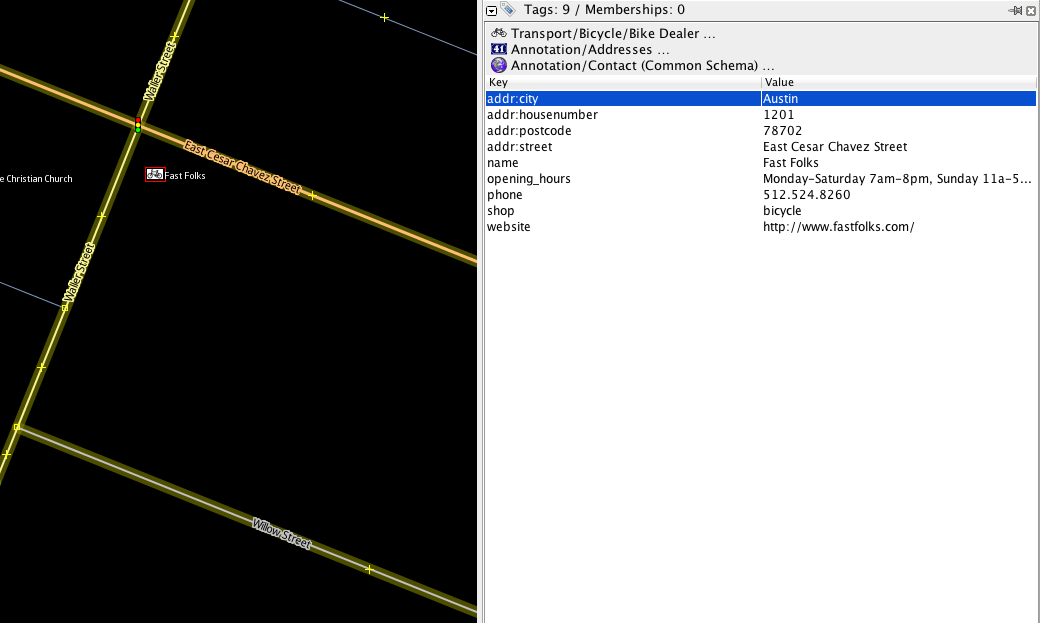 Waller Street
East Cesar Chavez Street
Fast Folks
e Christian Church
Waller Street
Willow Street
Tags: 9 / Memberships: 0
Transport/Bicycle/Bike Dealer ...
41 Annotation/Addresses ...
Annotation/Contact (Common Schema) ...
Key Value
addr:city Austin
addr:housenumber 1201
addr:postcode 78702
addr:street East Cesar Chavez Street
name Fast Folks
opening_hours Monday-Saturday 7am-8pm, Sunday 11a-5...
phone 512.524.8260
shop bicycle
website http://www.fastfolks.com/